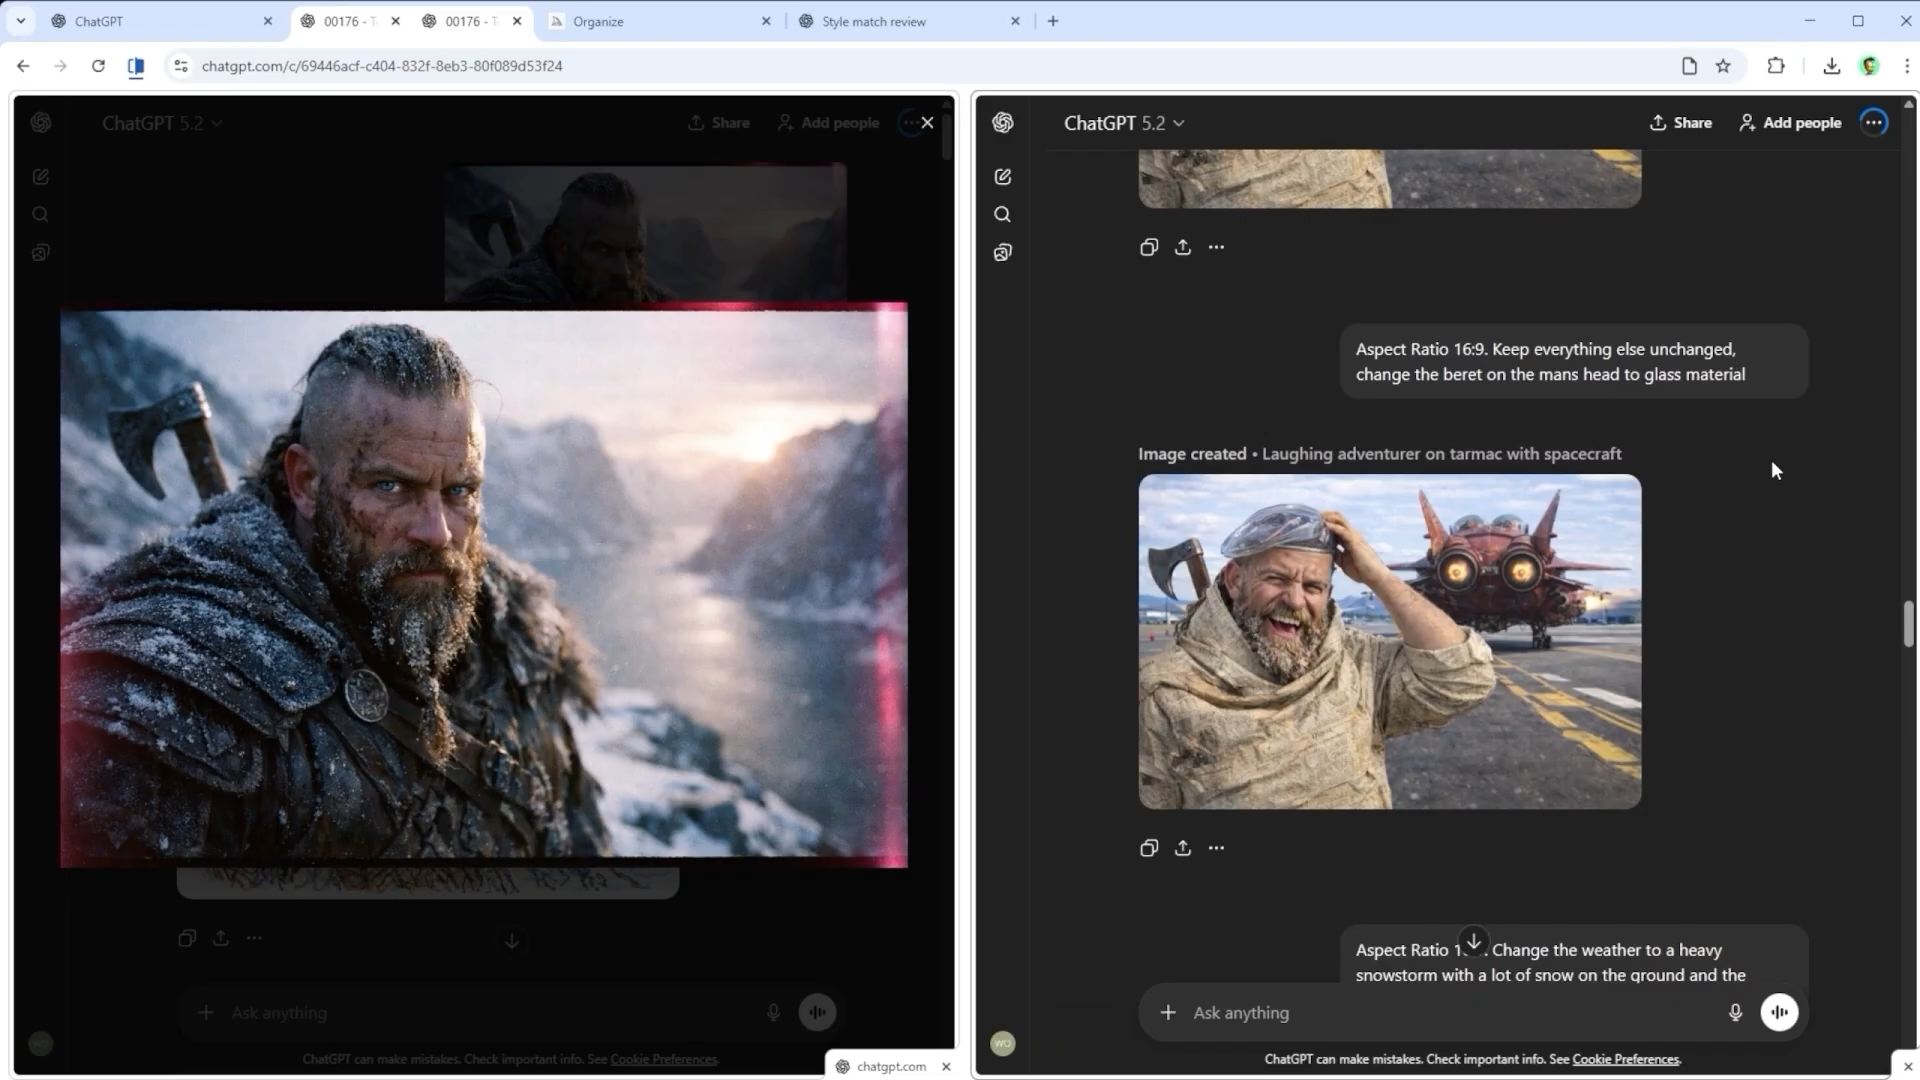 ChatGPT
00176 - T
00176 - T
Organize
Style match review
chatgpt.com/c/69446acf-c404-832f-8eb3-80f089d53f24
ChatGPT 5.2
Share
Add people
ChatGPT 5.2
Share
Add people
Aspect Ratio 16:9. Keep everything else unchanged,
change the beret on the mans head to glass material
Image created • Laughing adventurer on tarmac with spacecraft
Aspect Ratio 1 . Change the weather to a heavy
snowstorm with a lot of snow on the ground and the
Ask anything
WO
ChatGPT can make mistakes. Check important info. See Cookie Preferences.
chatgpt.com
Ask anything
WO
ChatGPT can make mistakes. Check important info. See Cookie Preferences.